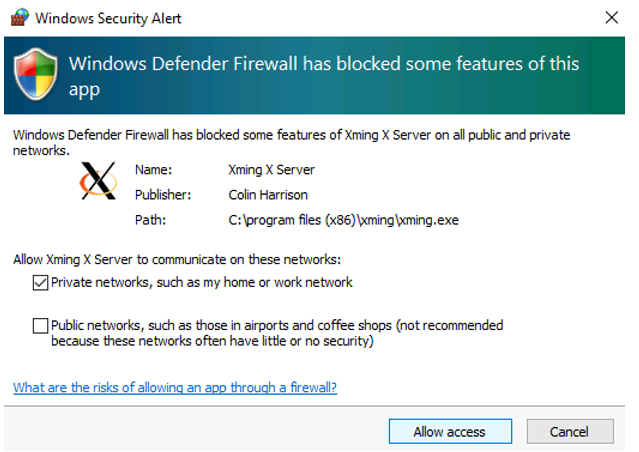 Windows Security Alert
Windows Defender Firewall has blocked some features of this
app
Windows Defender Firewall has blocked some features of Xming X Server on all public and private
networks.
Name: Xming X Server
Publisher: Colin Harrison
Path: C:\program files (x86)\xming\xming.exe
Allow Xming X Server to communicate on these networks:
Private networks, such as my home or work network
Public networks, such as those in airports and coffee shops (not recommended
because these networks often have little or no security)
What are the risks of allowing an app through a firewall?
Allow access Cancel